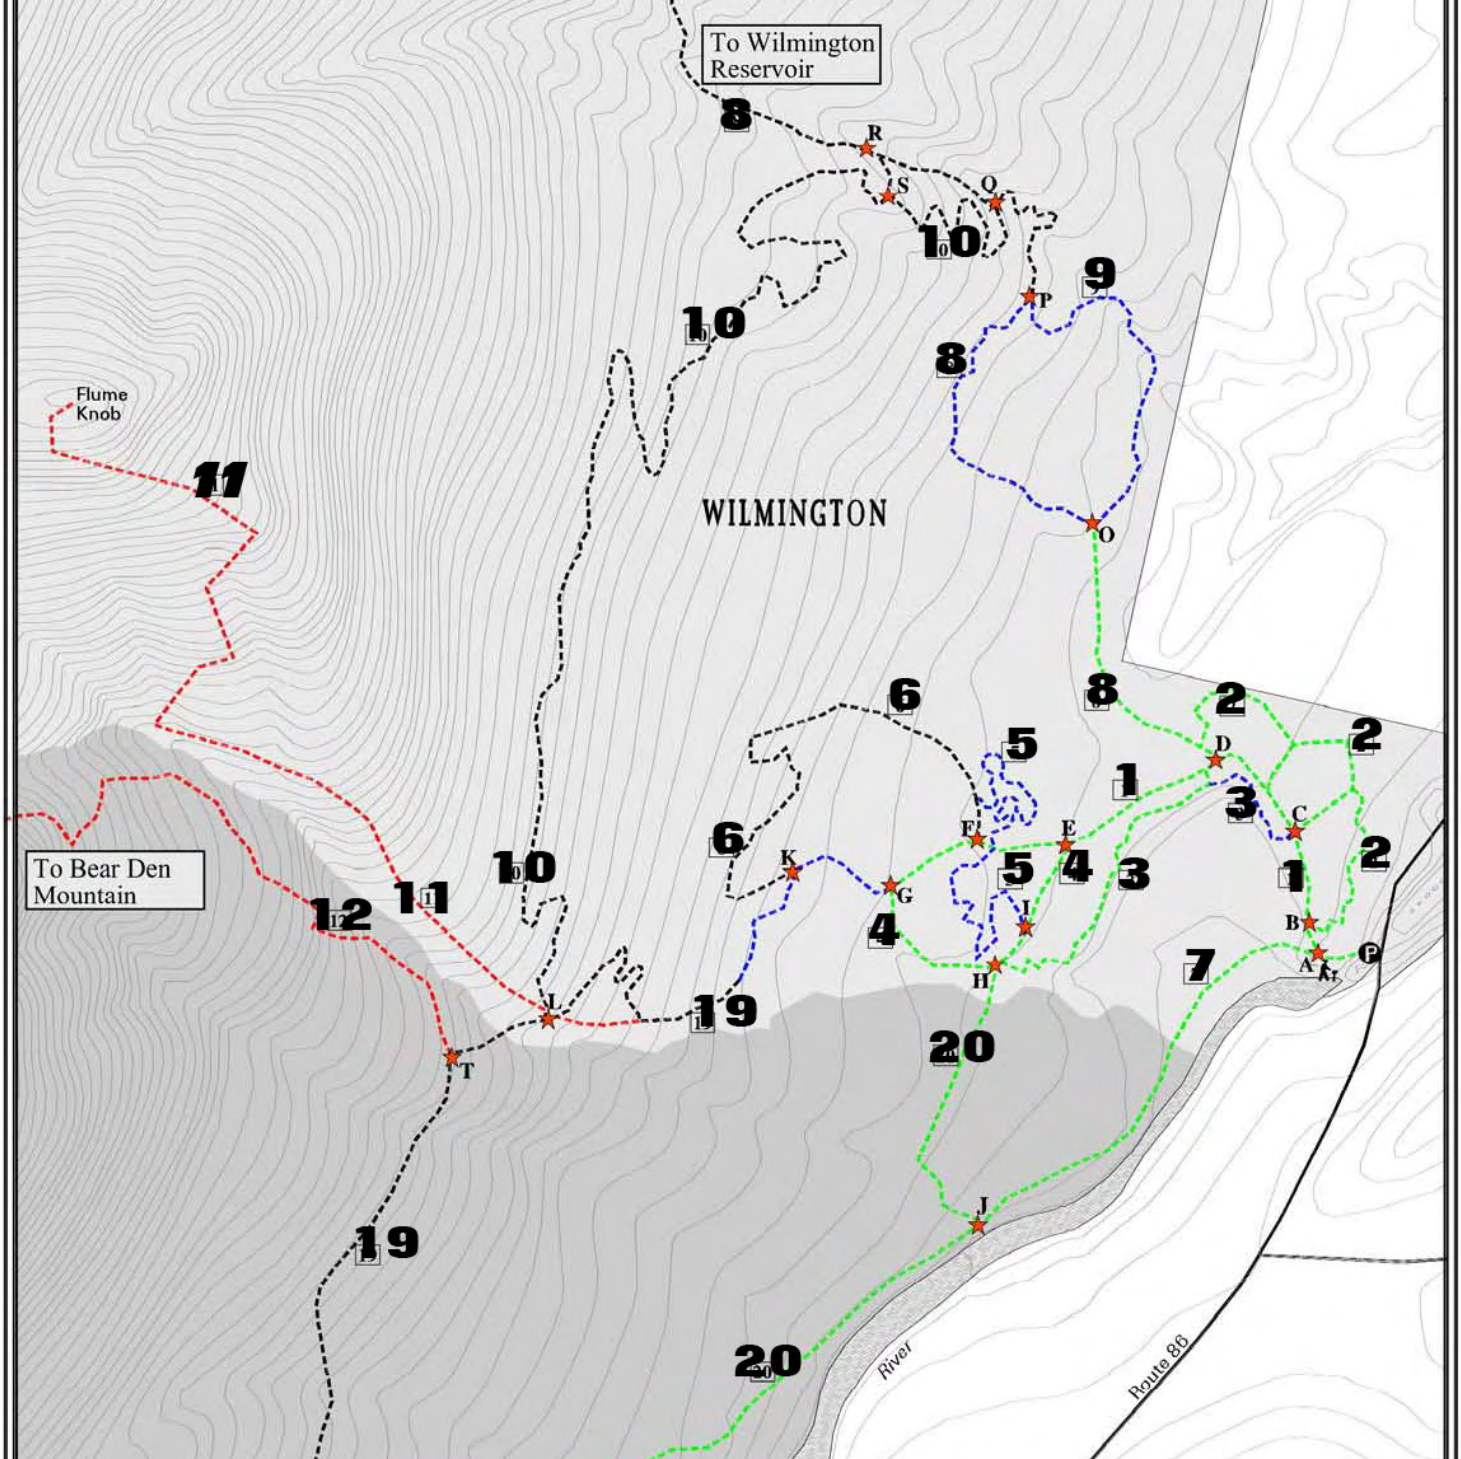 To Wilmington
Reservoir
8
R
S
Q
10
9
P
10
8
Flume
Knob
11
WILMINGTON
O
8
2
6
5
2
D
1
3
C
F
E
6
K
5
4
3
2
1
10
To Bear Den
Mountain
11
12
G
I
B
4
P
A
H
7
L
19
20
T
J
19
20
River
Route 86